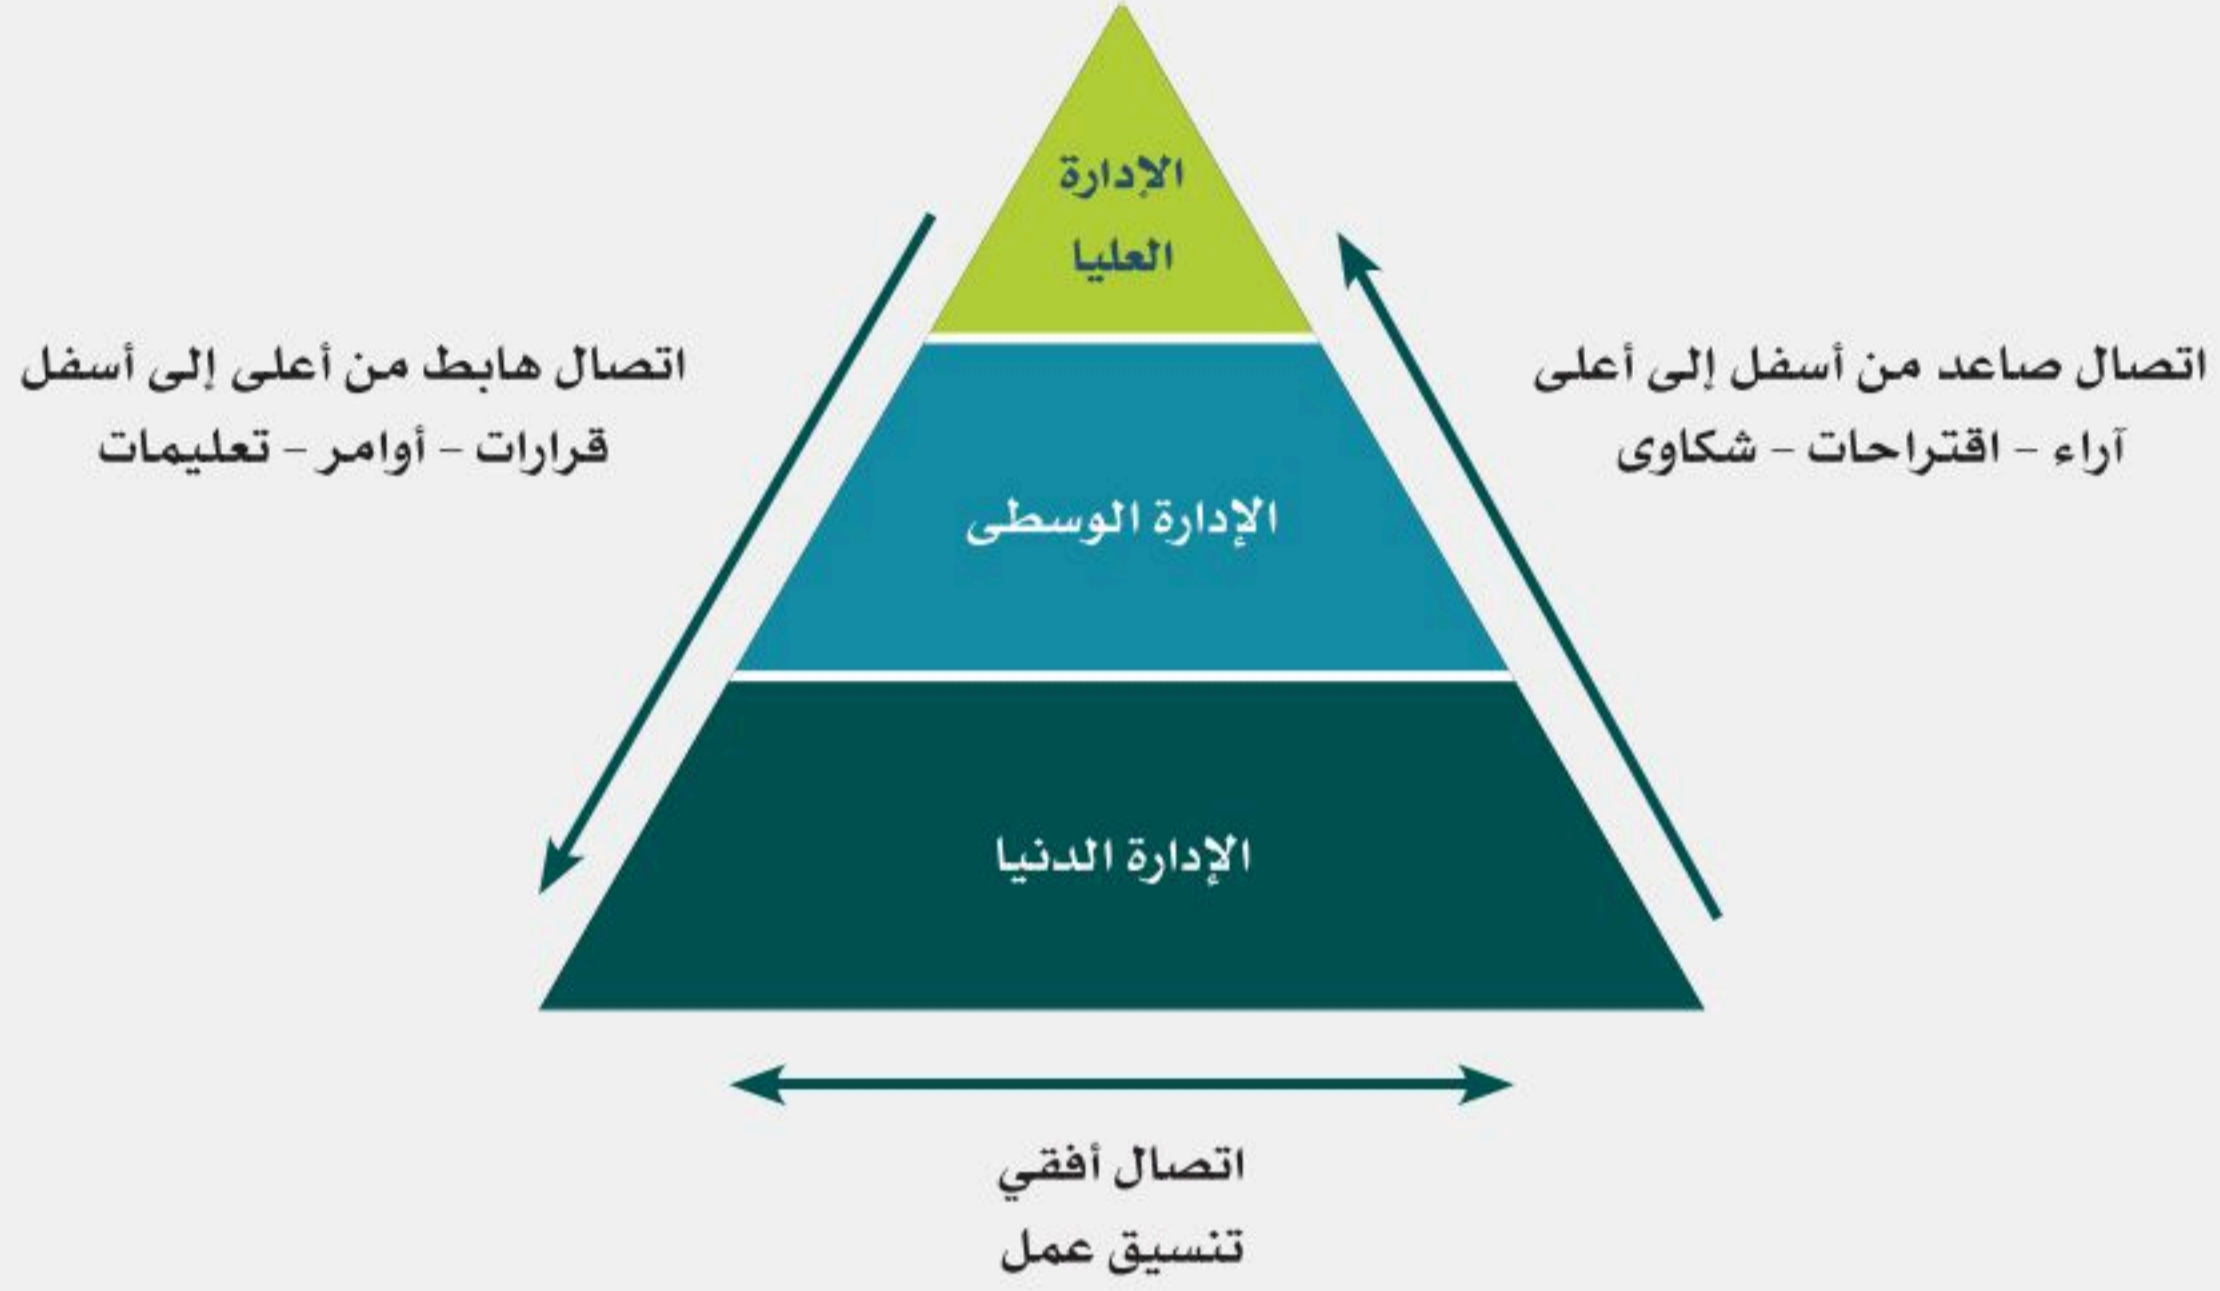 الإدارة
العليا
اتصال صاعد من أسفل إلى أعلى
آراء – اقتراحات – شكاوى
اتصال هابط من أعلى إلى أسفل
قرارات – أوامر – تعليمات
الإدارة الوسطى
الإدارة الدنيا
اتصال أفقي
تنسيق عمل